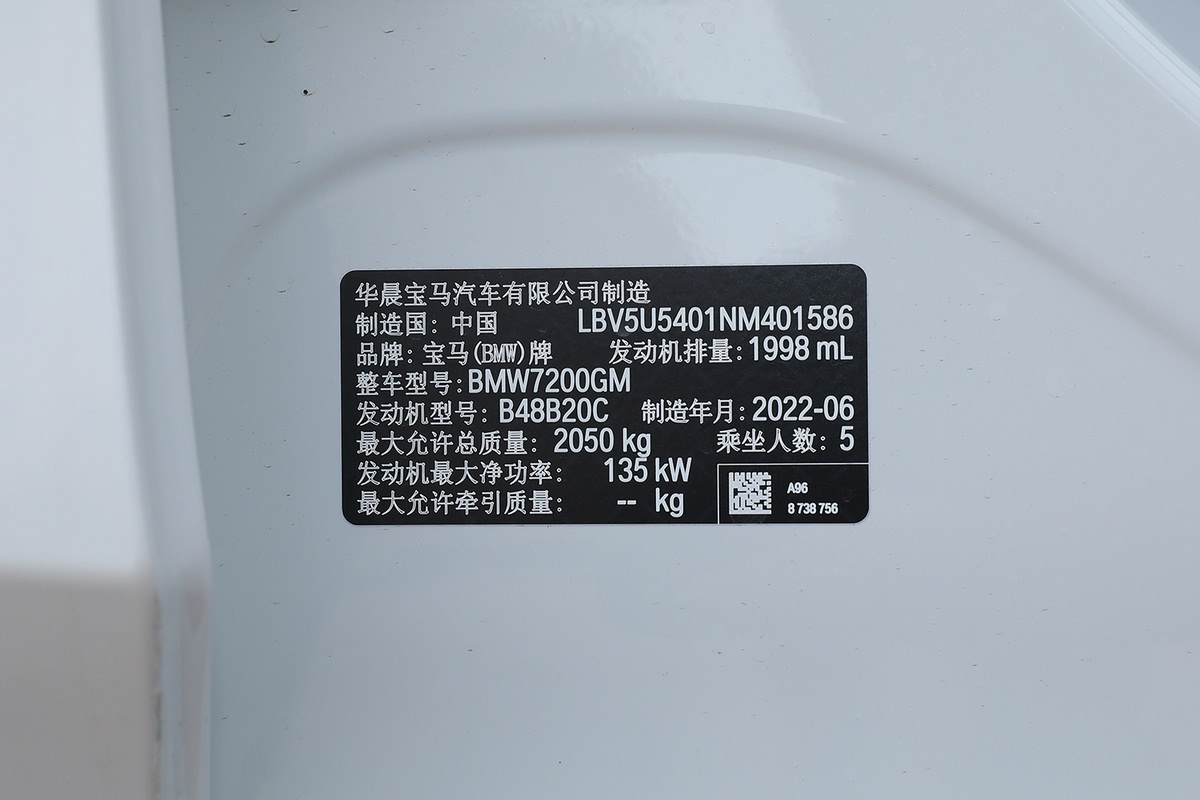 华晨宝马汽车有限公司制造
制造国：中国 LBV5U5401NM401586
品牌：宝马(BMW)牌 发动机排量：1998 mL
整车型号：BMW7200GM
发动机型号：B48B20C 制造年月：2022-06
最大允许总质量：2050 kg 乘坐人数：5
发动机最大净功率： 135 kW
最大允许牵引质量： -- kg
A96
8 738 756